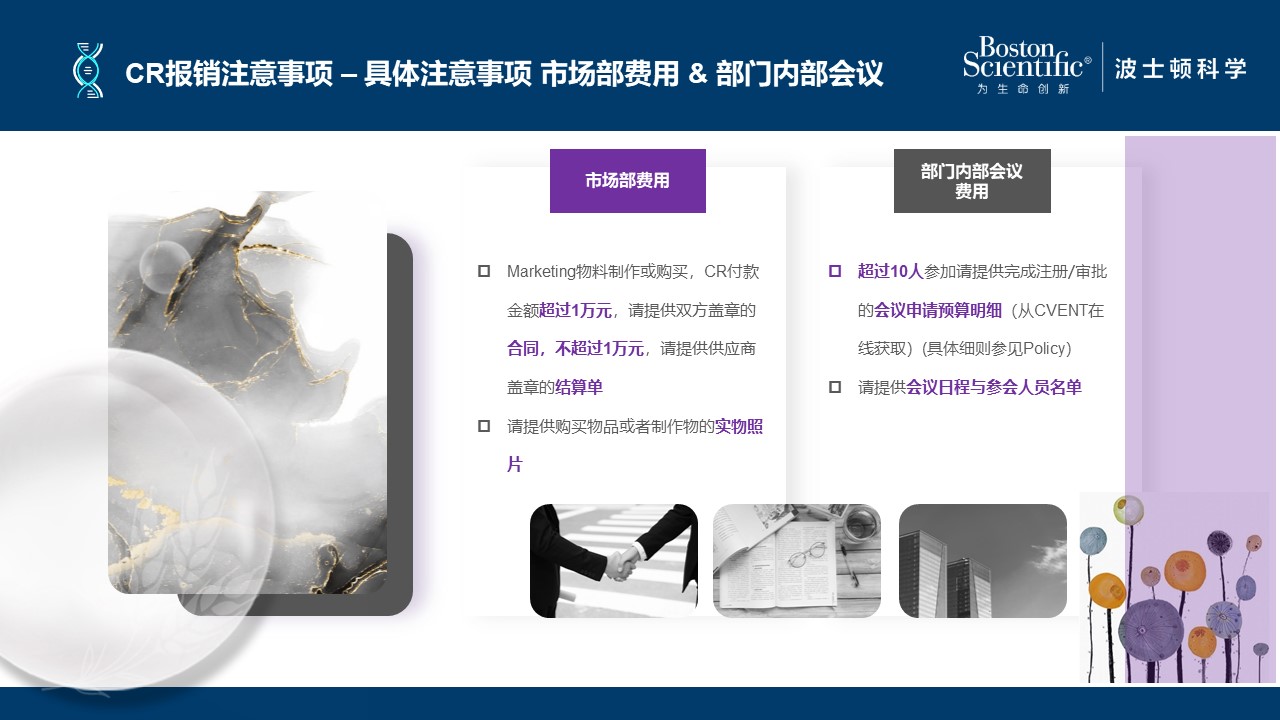 CR报销注意事项 – 具体注意事项 市场部费用 & 部门内部会议
Boston
Scientific®
为生命创新
波士顿科学
市场部费用
Marketing物料制作或购买，CR付款
金额超过1万元，请提供双方盖章的
合同，不超过1万元，请提供供应商
盖章的结算单
请提供购买物品或者制作物的实物照
片
部门内部会议
费用
超过10人参加请提供完成注册/审批
的会议申请预算明细（从CVENT在
线获取）(具体细则参见Policy)
请提供会议日程与参会人员名单